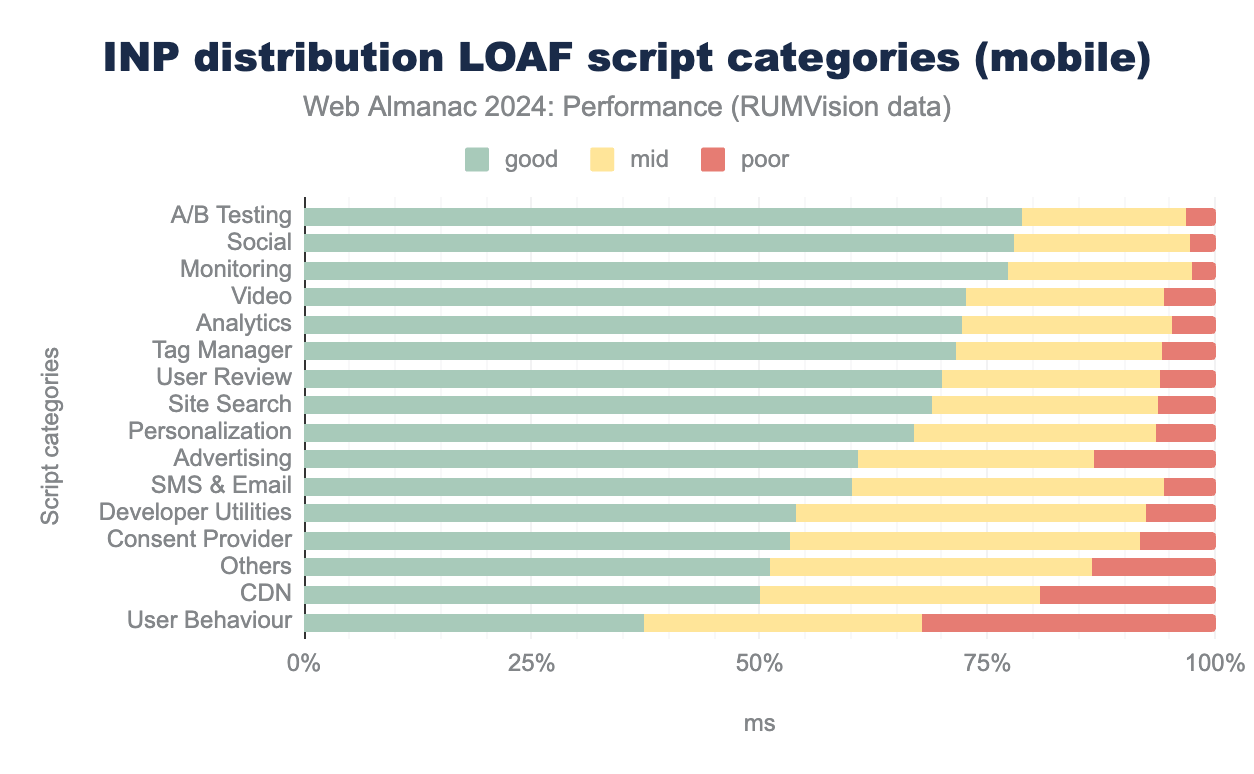 INP distribution LOAF script categories (mobile)
Web Almanac 2024: Performance (RUMVision data)
good mid poor
Script categories
A/B Testing
Social
Monitoring
Video
Analytics
Tag Manager
User Review
Site Search
Personalization
Advertising
SMS & Email
Developer Utilities
Consent Provider
Others
CDN
User Behaviour
0% 25% 50% 75% 100%
ms